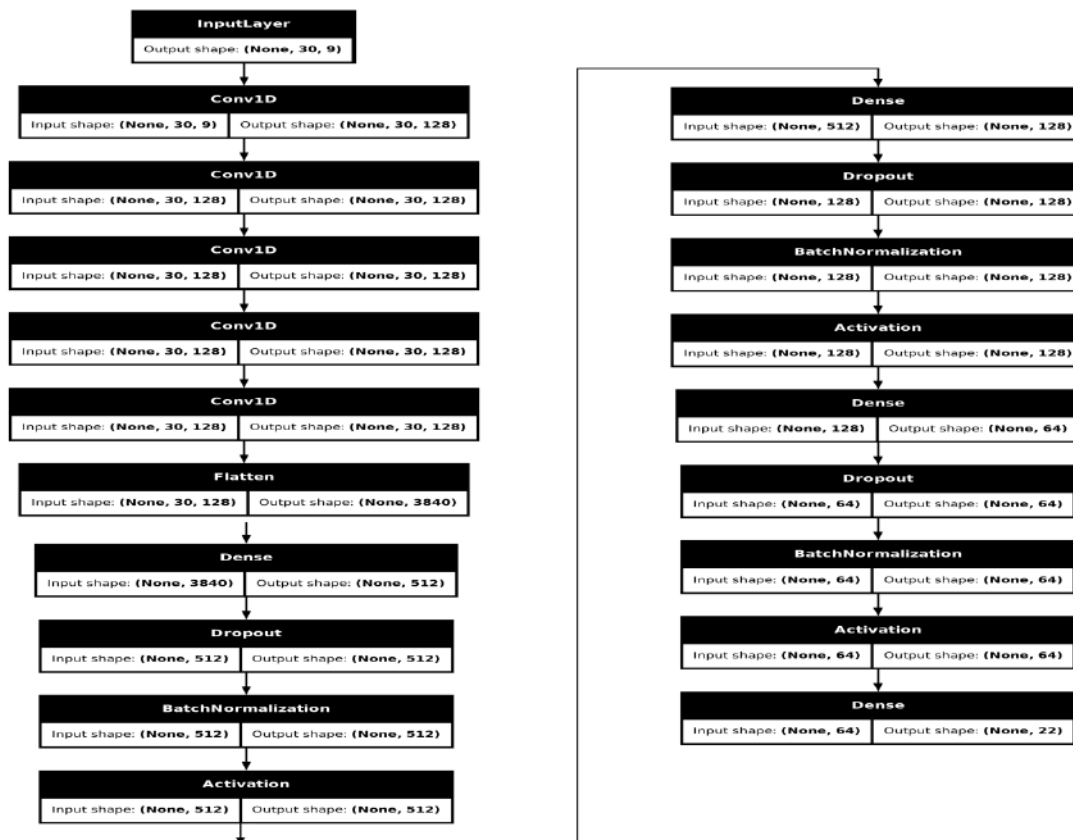 InputLayer
Output shape: (None, 30, 9)
Conv1D
Input shape: (None, 30, 9) Output shape: (None, 30, 128)
Conv1D
Input shape: (None, 30, 128) Output shape: (None, 30, 128)
Conv1D
Input shape: (None, 30, 128) Output shape: (None, 30, 128)
Conv1D
Input shape: (None, 30, 128) Output shape: (None, 30, 128)
Conv1D
Input shape: (None, 30, 128) Output shape: (None, 30, 128)
Flatten
Input shape: (None, 30, 128) Output shape: (None, 3840)
Dense
Input shape: (None, 3840) Output shape: (None, 512)
Dropout
Input shape: (None, 512) Output shape: (None, 512)
BatchNormalization
Input shape: (None, 512) Output shape: (None, 512)
Activation
Input shape: (None, 512) Output shape: (None, 512)
Dense
Input shape: (None, 512) Output shape: (None, 128)
Dropout
Input shape: (None, 128) Output shape: (None, 128)
BatchNormalization
Input shape: (None, 128) Output shape: (None, 128)
Activation
Input shape: (None, 128) Output shape: (None, 128)
Dense
Input shape: (None, 128) Output shape: (None, 64)
Dropout
Input shape: (None, 64) Output shape: (None, 64)
BatchNormalization
Input shape: (None, 64) Output shape: (None, 64)
Activation
Input shape: (None, 64) Output shape: (None, 64)
Dense
Input shape: (None, 64) Output shape: (None, 22)